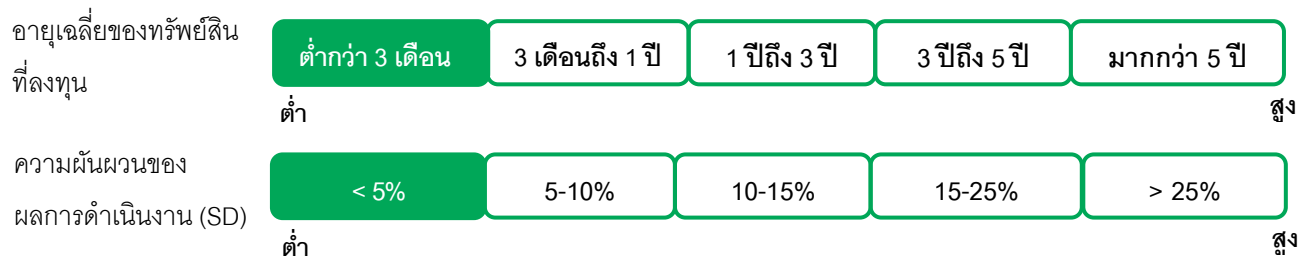 อายุเฉลี่ยของทรัพย์สิน
ที่ลงทุน
ต่ำกว่า 3 เดือน 3 เดือนถึง 1 ปี 1 ปีถึง 3 ปี 3 ปีถึง 5 ปี มากกว่า 5 ปี
ต่ำ สูง
ความผันผวนของ
ผลการดำเนินงาน (SD)
< 5% 5-10% 10-15% 15-25% > 25%
ต่ำ สูง